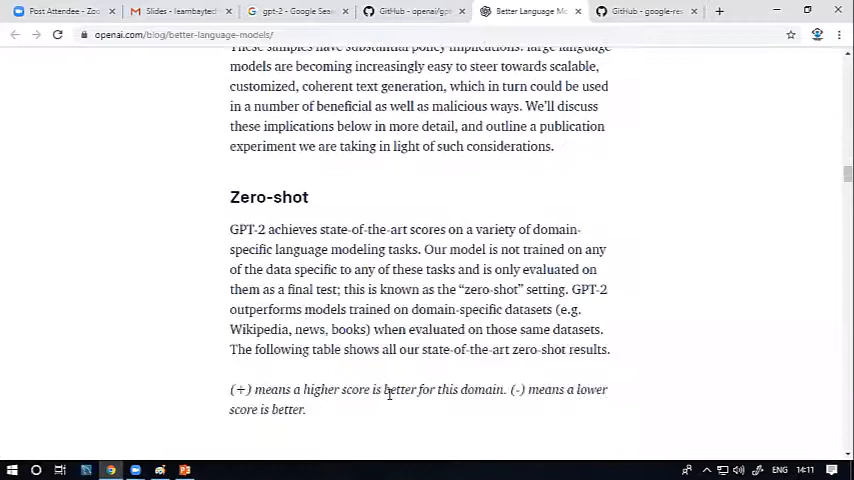 Post Attendee - Zoo
Slides - learnbaytech
gpt-2 - Google Sear
GitHub - openai/gpt
Better Language Mo
GitHub - google-res
openai.com/blog/better-language-models/
These samples have substantial policy implications: large language
models are becoming increasingly easy to steer towards scalable,
customized, coherent text generation, which in turn could be used
in a number of beneficial as well as malicious ways. We'll discuss
these implications below in more detail, and outline a publication
experiment we are taking in light of such considerations.
Zero-shot
GPT-2 achieves state-of-the-art scores on a variety of domain-
specific language modeling tasks. Our model is not trained on any
of the data specific to any of these tasks and is only evaluated on
them as a final test; this is known as the “zero-shot” setting. GPT-2
outperforms models trained on domain-specific datasets (e.g.
Wikipedia, news, books) when evaluated on those same datasets.
The following table shows all our state-of-the-art zero-shot results.
(+) means a higher score is better for this domain. (-) means a lower
score is better.
ENG 14:11